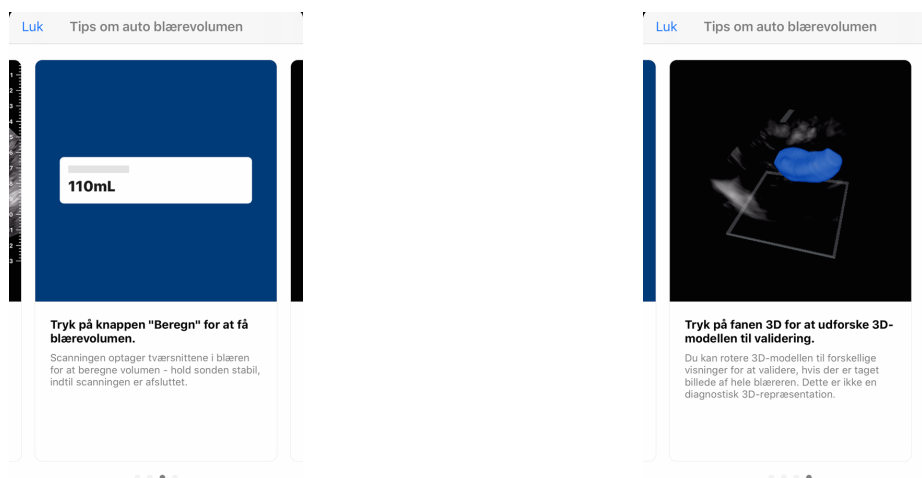 Luk Tips om auto blærevolumen
110mL
Tryk på knappen "Beregn" for at få
blærevolumen.
Scanningen optager tværsnittene i blæren
for at beregne volumen - hold sonden stabil,
indtil scanningen er afsluttet.
Luk Tips om auto blærevolumen
Tryk på fanen 3D for at udforske 3D-
modellen til validering.
Du kan rotere 3D-modellen til forskellige
visninger for at validere, hvis der er taget
billede af hele blæreren. Dette er ikke en
diagnostisk 3D-repræsentation.